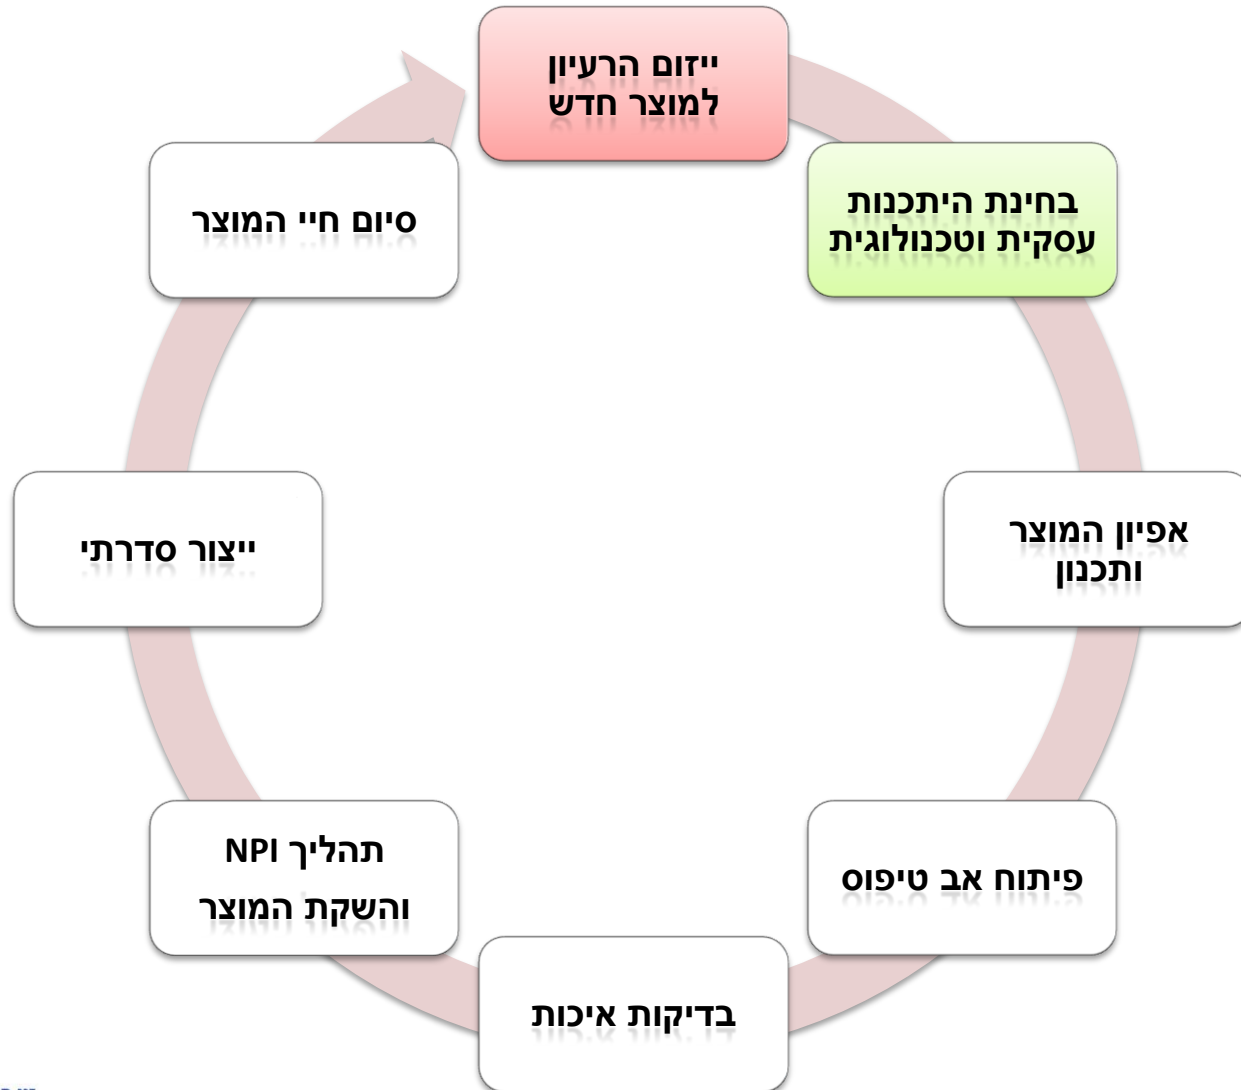 ייזום הרעיון
למוצר חדש
בחינת היתכנות
עסקית וטכנולוגית
אפיון המוצר
ותכנון
פיתוח אב טיפוס
בדיקות איכות
תהליך NPI
והשקת המוצר
ייצור סדרתי
סיום חיי המוצר